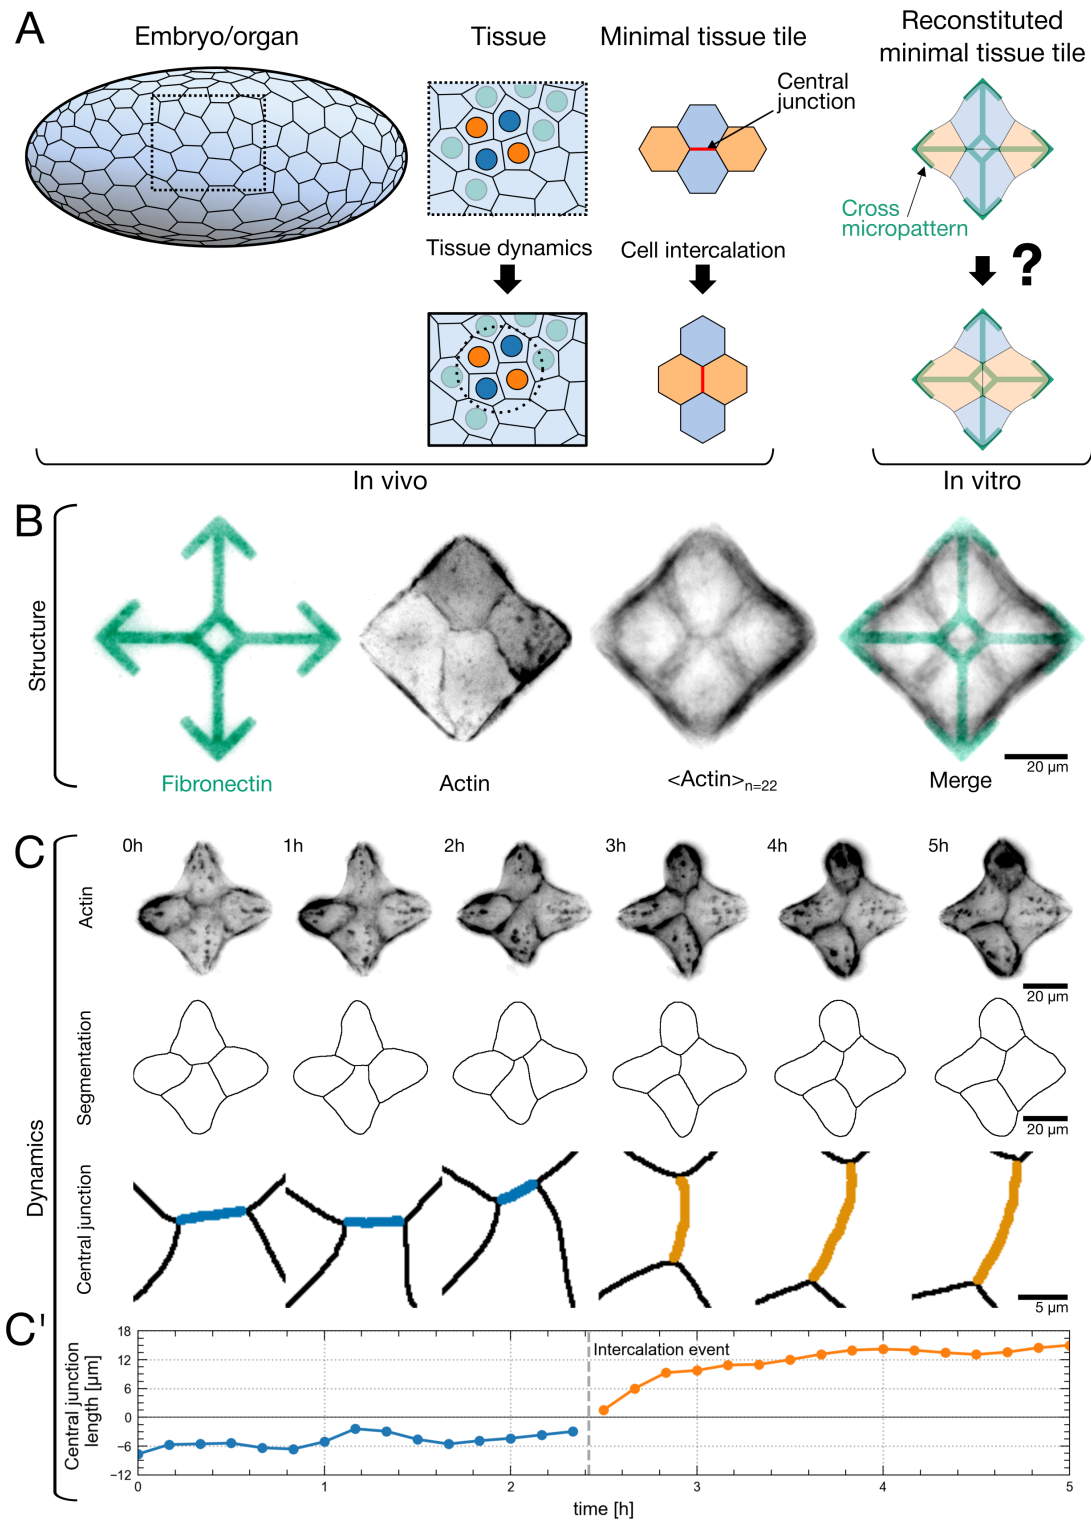 A
Embryo/organ
Tissue
Minimal tissue tile
Reconstituted
minimal tissue tile
Central
junction
Cross
micropattern
Tissue dynamics
Cell intercalation
?
In vivo
In vitro
B
Structure
Fibronectin
Actin
<Actin>n=22
Merge
20 µm
C
Dynamics
0h
1h
2h
3h
4h
5h
Actin
20 µm
Segmentation
20 µm
Central junction
5 µm
C'
Central junction
length [µm]
18
12
6
0
−6
−12
Intercalation event
0
1
2
3
4
5
time [h]